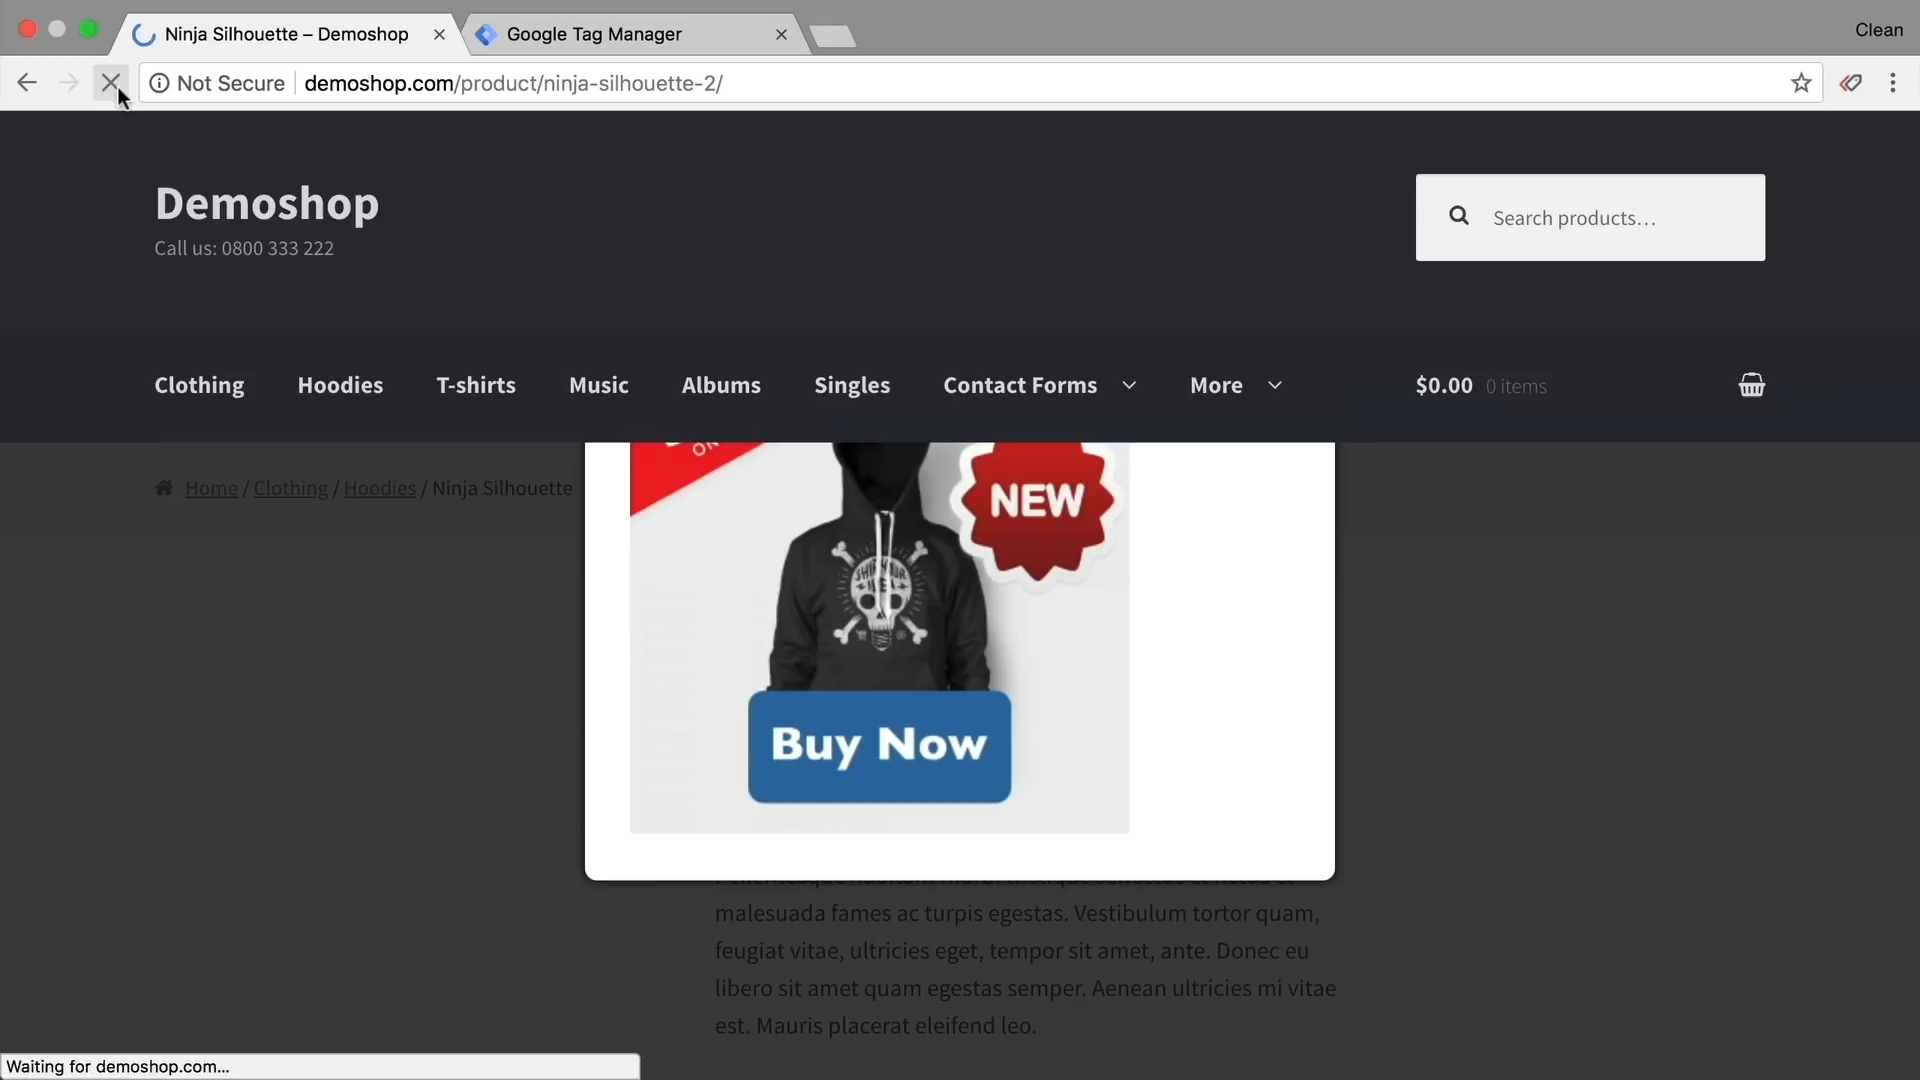 Ninja Silhouette – Demoshop
Google Tag Manager
Clean
Not Secure
demoshop.com/product/ninja-silhouette-2/
Demoshop
Call us: 0800 333 222
Search products…
Clothing
Hoodies
T-shirts
Music
Albums
Singles
Contact Forms
More
$0.00 0 items
Home / Clothing / Hoodies / Ninja Silhouette
ON
NEW
Buy Now
malesuada fames ac turpis egestas. Vestibulum tortor quam,
feugiat vitae, ultricies eget, tempor sit amet, ante. Donec eu
libero sit amet quam egestas semper. Aenean ultricies mi vitae
est. Mauris placerat eleifend leo.
Waiting for demoshop.com...